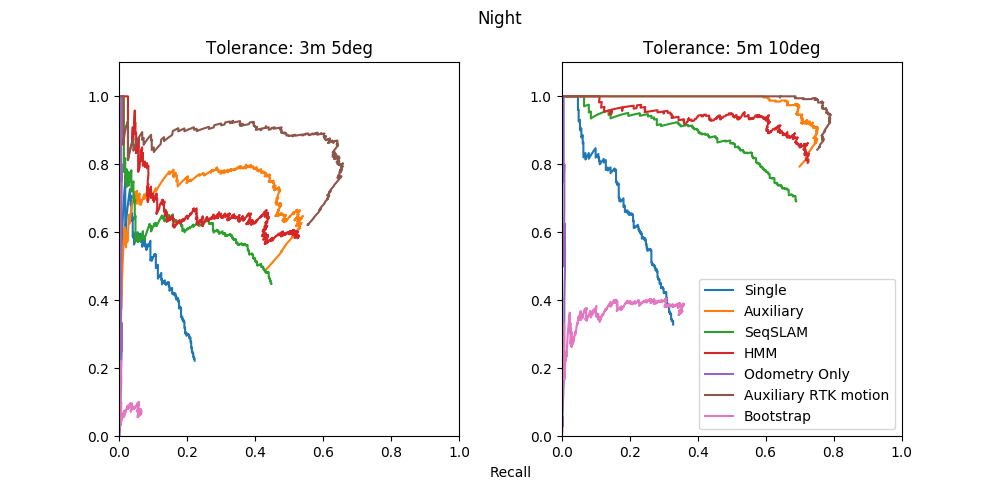 Night
Tolerance: 3m 5deg
1.0
0.8
0.6
0.4
0.2
0.0
0.0 0.2 0.4 0.6 0.8 1.0
Tolerance: 5m 10deg
1.0
0.8
0.6
0.4
0.2
0.0
0.0 0.2 0.4 0.6 0.8 1.0
Single
Auxiliary
SeqSLAM
HMM
Odometry Only
Auxiliary RTK motion
Bootstrap
Recall